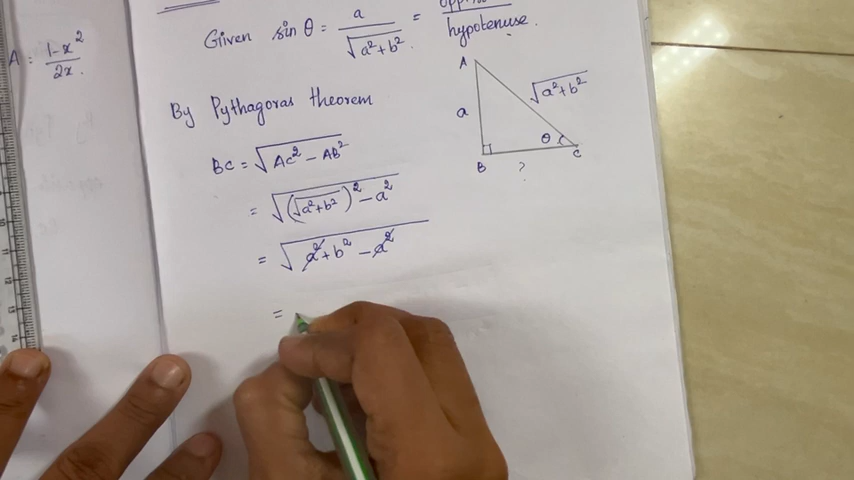 A = 1-x² / 2x.
Given sin θ = a / √a²+b² = / hypotenuse.
By Pythagoras theorem
A
√a²+b²
a
θ
B
C
?
BC = √AC² - AB²
= √(√a²+b²)² - a²
= √a²+b² - a²
=